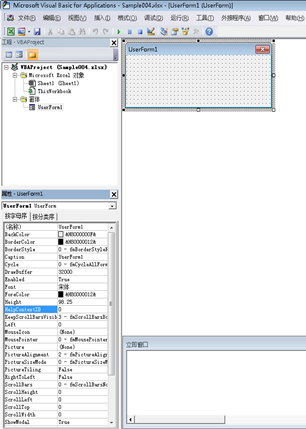 Microsoft Visual Basic for Applications - Sample004.xlsx - [UserForm1 (UserForm)]
文件(F) 编辑(E) 视图(V) 插入(I) 格式(O) 调试(D) 运行(R) 工具(T) 外接程序(A) 窗口(W) 帮助(H)
工程 - VBAProject
VBAProject (Sample004.xlsx)
Microsoft Excel 对象
Sheet1 (Sheet1)
ThisWorkbook
窗体
UserForm1
UserForm1
属性 - UserForm1
UserForm1 UserForm
按字母序 按分类序
(名称) UserForm1
BackColor
BorderColor
BorderStyle 0 - fmBorderStyleN
Caption UserForm1
Cycle 0 - fmCycleAllForm
DrawBuffer 32000
Enabled True
Font 宋体
ForeColor
Height 98.25
HelpContextID 0
KeepScrollBarsVisib 3 - fmScrollBarsBo
Left 0
MouseIcon (None)
MousePointer 0 - fmMousePointer
Picture (None)
PictureAlignment 2 - fmPictureAlign
PictureSizeMode 0 - fmPictureSizeM
PictureTiling False
RightToLeft False
ScrollBars 0 - fmScrollBarsNo
ScrollHeight 0
ScrollLeft 0
ScrollTop 0
ScrollWidth 0
ShowModal True
立即窗口